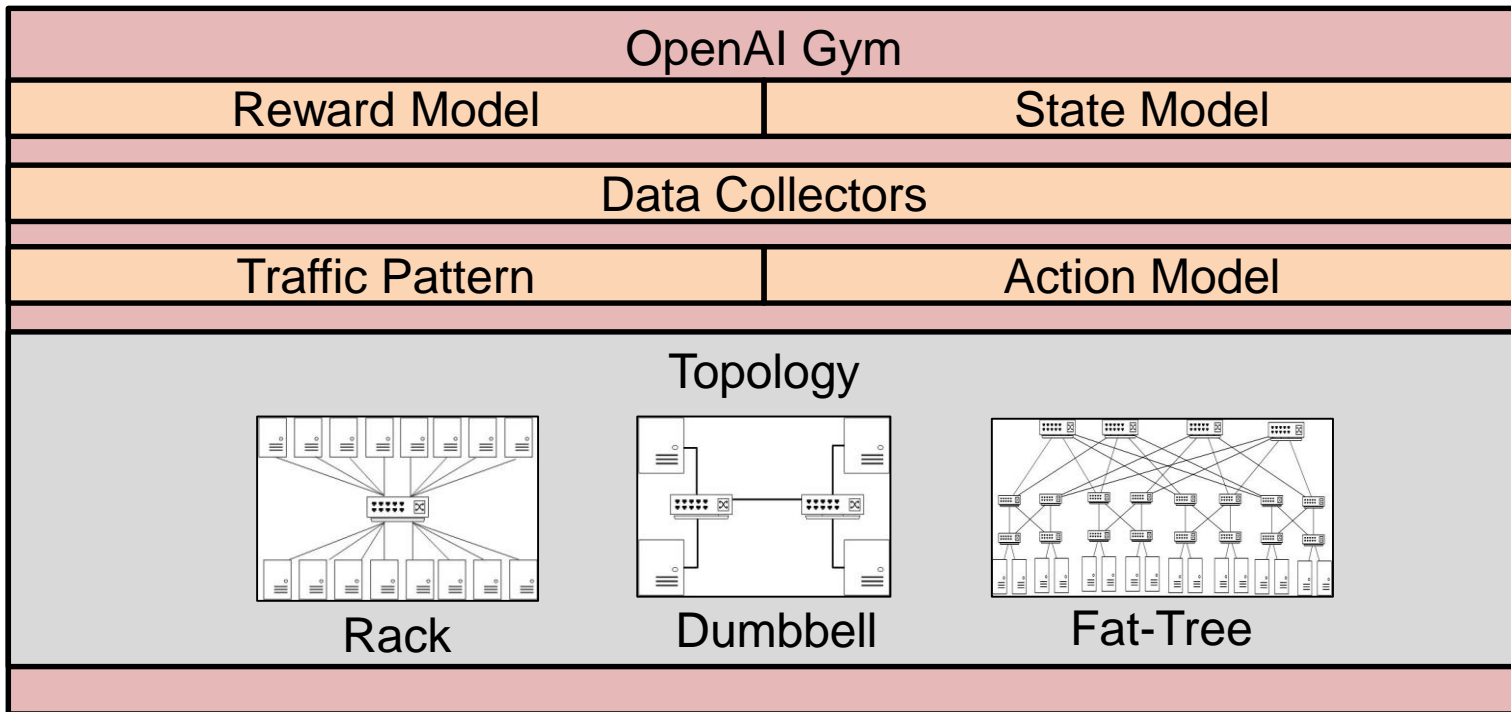 OpenAI Gym
Reward Model
State Model
Data Collectors
Traffic Pattern
Action Model
Topology
Rack
Dumbbell
Fat-Tree